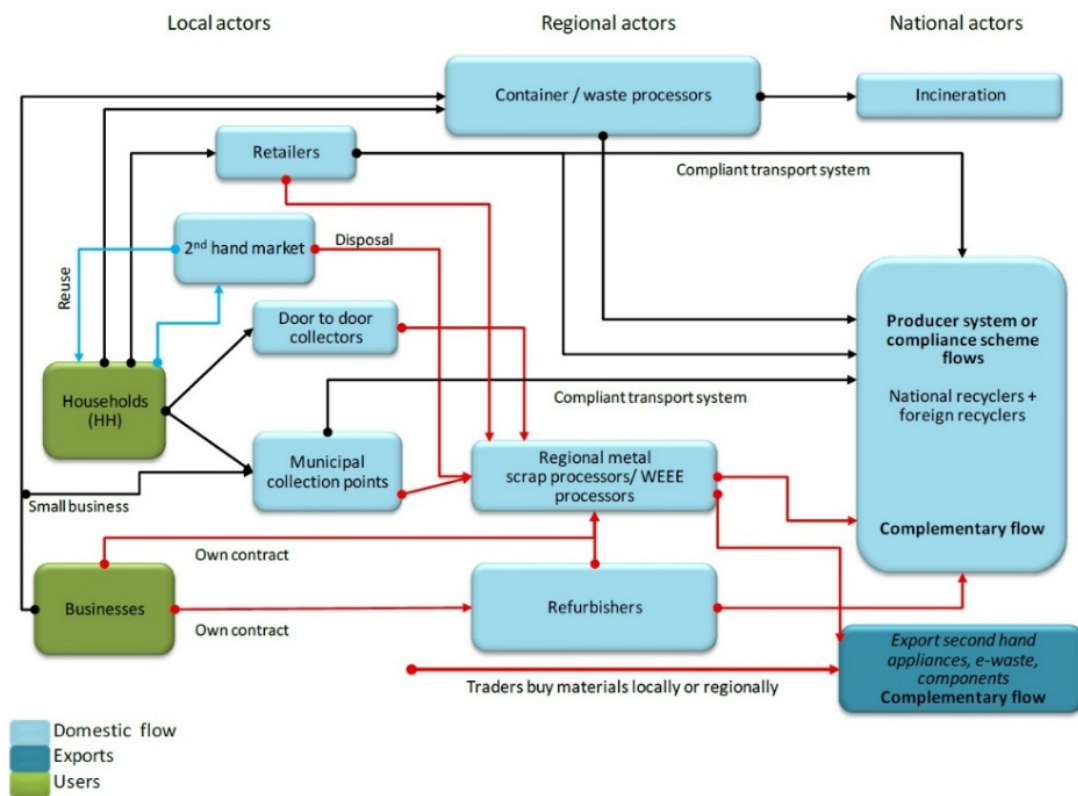 Local actors
Regional actors
National actors
Container / waste processors
Incineration
Retailers
Compliant transport system
2nd hand market
Disposal
Reuse
Door to door
collectors
Producer system or
compliance scheme
flows
National recyclers +
foreign recyclers
Households
(HH)
Compliant transport system
Municipal
collection points
Regional metal
scrap processors/ WEEE
processors
Small business
Complementary flow
Own contract
Businesses
Refurbishers
Own contract
Export second hand
appliances, e-waste,
components
Complementary flow
Traders buy materials locally or regionally
Domestic flow
Exports
Users